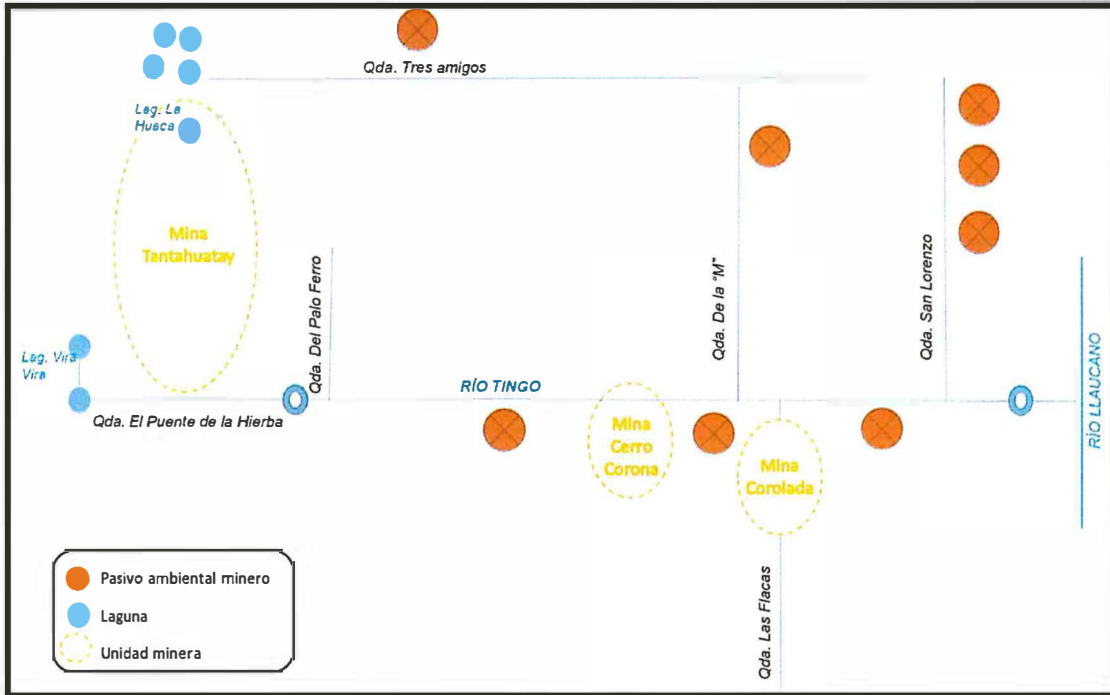 Qda. Tres amigos
Lag. La
Hueca
Mina
Tantahuatay
Qda. Del Palo Ferro
Qda. De la "M"
Qda. San Lorenzo
Lag. Vira
Vira
RÍO TINGO
RÍO LLAUCANO
Qda. El Puente de la Hierba
Mina
Cerro
Corona
Mina
Corolada
Qda. Las Flacas
Pasivo ambiental minero
Laguna
Unidad minera